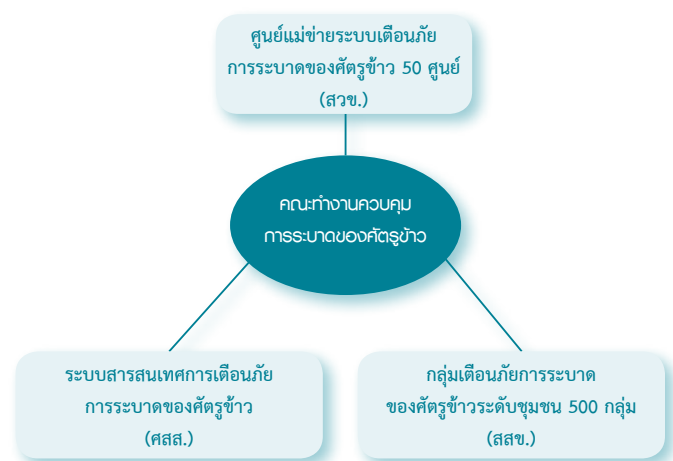 ศูนย์แม่ข่ายระบบเตือนภัย
การระบาดของศัตรูข้าว 50 ศูนย์
(สวข.)
คณะทำงานควบคุม
การระบาดของศัตรูข้าว
ระบบสารสนเทศการเตือนภัย
การระบาดของศัตรูข้าว
(ศสส.)
กลุ่มเตือนภัยการระบาด
ของศัตรูข้าวระดับชุมชน 500 กลุ่ม
(สสข.)